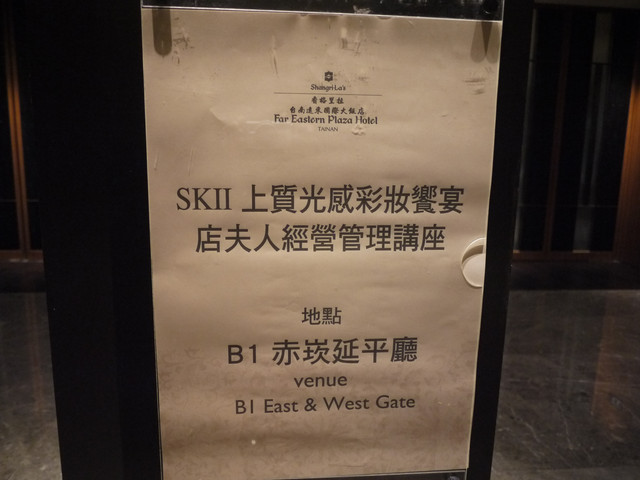 Shangri-La's
香格里拉
台南遠東國際大飯店
Far Eastern Plaza Hotel
TAINAN
SKII 上質光感彩妝饗宴
店夫人經營管理講座
地點
B1 赤崁延平廳
venue
B1 East & West Gate